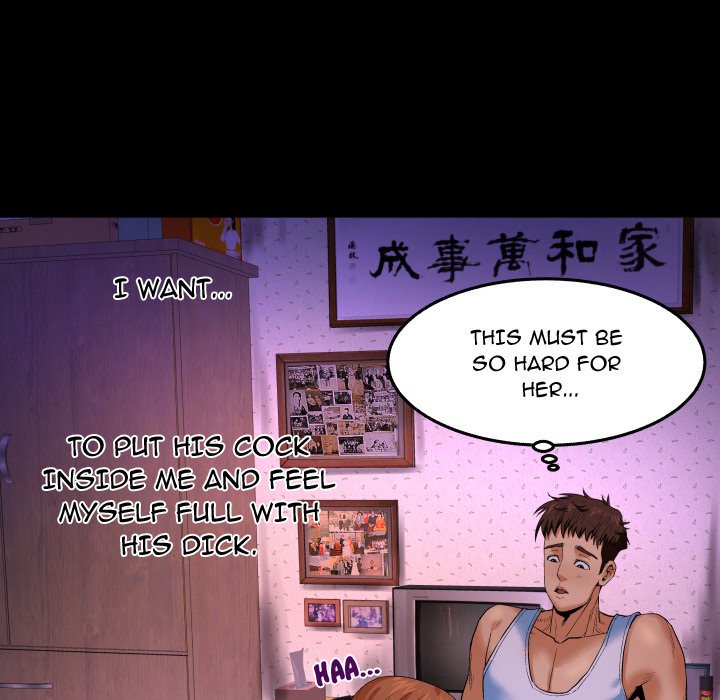 成事萬和家
I WANT...
THIS MUST BE
SO HARD FOR
HER...
TO PUT HIS COCK
INSIDE ME AND FEEL
MYSELF FULL WITH
HIS DICK.
HAA...